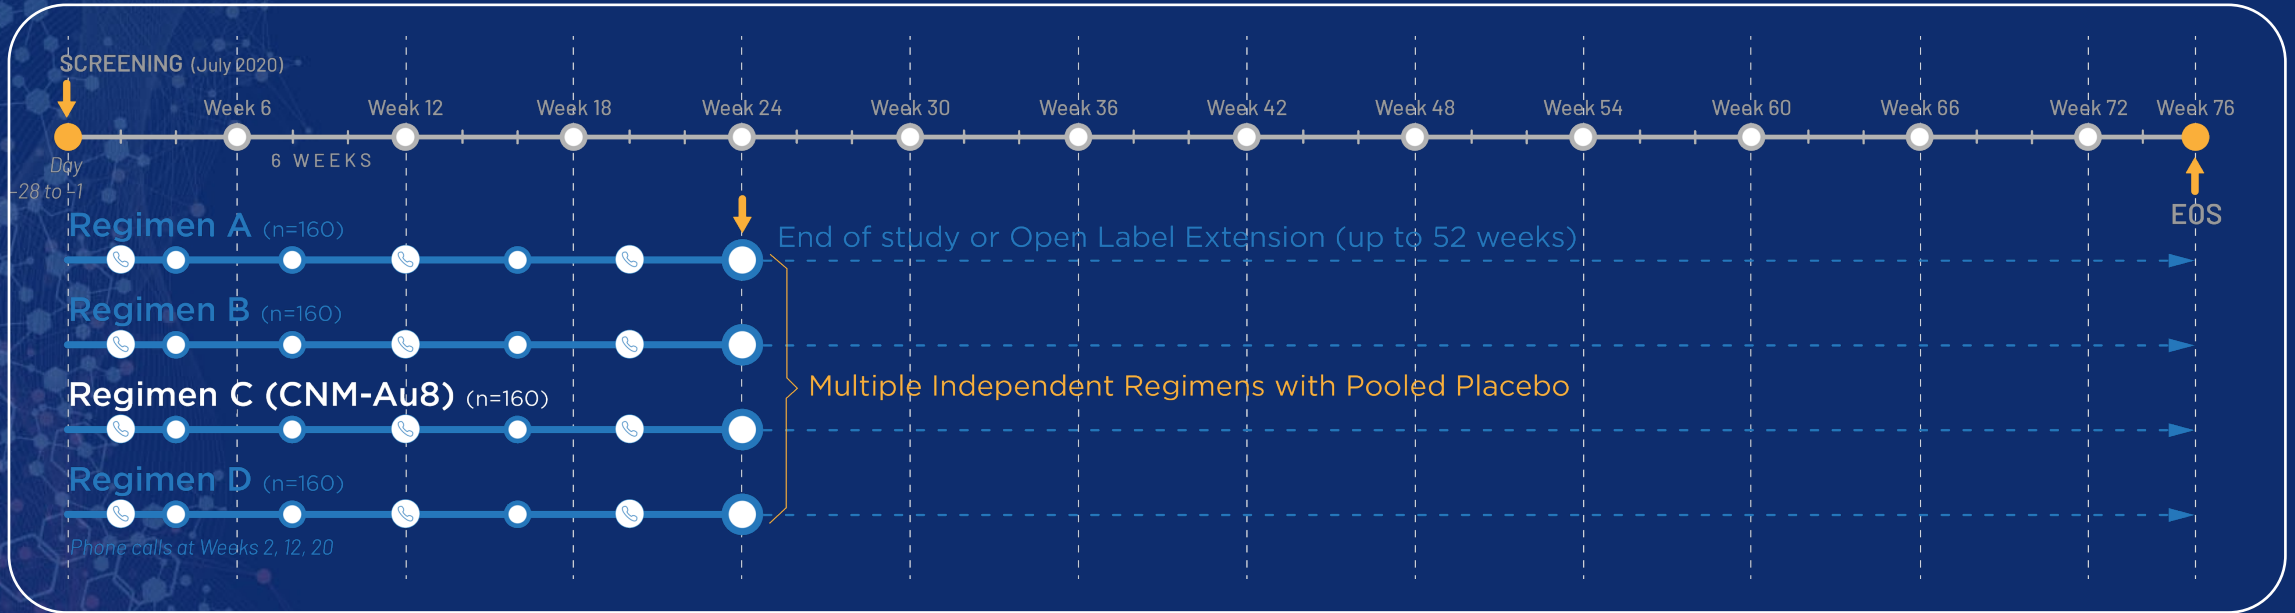 SCREENING (July 2020)
Week 6
Week 12
Week 18
Week 24
Week 30
Week 36
Week 42
Week 48
Week 54
Week 60
Week 66
Week 72
Week 76
6 WEEKS
Day
-28 to -1
EOS
Regimen A (n=160)
End of study or Open Label Extension (up to 52 weeks)
Regimen B (n=160)
Regimen C (CNM-Au8) (n=160)
Multiple Independent Regimens with Pooled Placebo
Regimen D (n=160)
Phone calls at Weeks 2, 12, 20